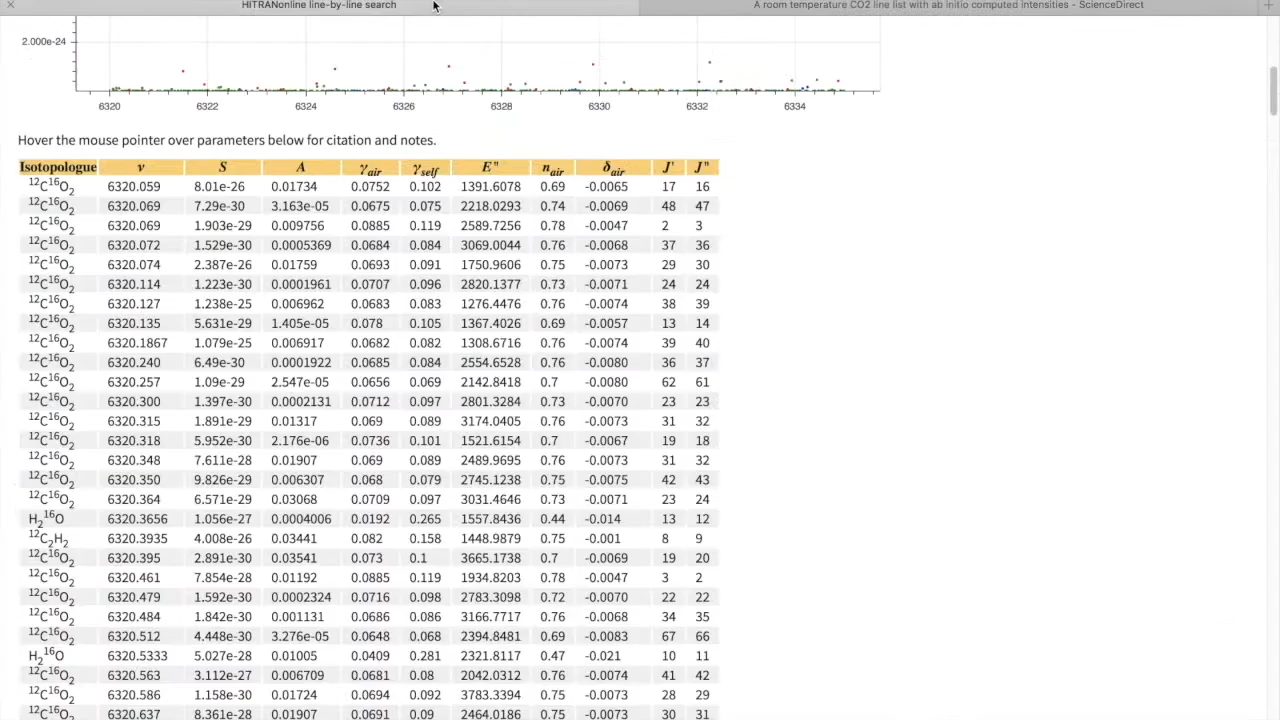 HITRANonline line-by-line search A room temperature CO2 line list with ab initio computed intensities - ScienceDirect
2.000e-24
6320 6322 6324 6326 6328 6330 6332 6334
Hover the mouse pointer over parameters below for citation and notes.
Isotopologue ν S A γair γself E" nair δair J' J"
12C16O2 6320.059 8.01e-26 0.01734 0.0752 0.102 1391.6078 0.69 -0.0065 17 16
12C16O2 6320.069 7.29e-30 3.163e-05 0.0675 0.075 2218.0293 0.74 -0.0069 48 47
12C16O2 6320.069 1.903e-29 0.009756 0.0885 0.119 2589.7256 0.78 -0.0047 2 3
12C16O2 6320.072 1.529e-30 0.0005369 0.0684 0.084 3069.0044 0.76 -0.0068 37 36
12C16O2 6320.074 2.387e-26 0.01759 0.0693 0.091 1750.9606 0.75 -0.0073 29 30
12C16O2 6320.114 1.223e-30 0.0001961 0.0707 0.096 2820.1377 0.73 -0.0071 24 24
12C16O2 6320.127 1.238e-25 0.006962 0.0683 0.083 1276.4476 0.76 -0.0074 38 39
12C16O2 6320.135 5.631e-29 1.405e-05 0.078 0.105 1367.4026 0.69 -0.0057 13 14
12C16O2 6320.1867 1.079e-25 0.006917 0.0682 0.082 1308.6716 0.76 -0.0074 39 40
12C16O2 6320.240 6.49e-30 0.0001922 0.0685 0.084 2554.6528 0.76 -0.0080 36 37
12C16O2 6320.257 1.09e-29 2.547e-05 0.0656 0.069 2142.8418 0.7 -0.0080 62 61
12C16O2 6320.300 1.397e-30 0.0002131 0.0712 0.097 2801.3284 0.73 -0.0070 23 23
12C16O2 6320.315 1.891e-29 0.01317 0.069 0.089 3174.0405 0.76 -0.0073 31 32
12C16O2 6320.318 5.952e-30 2.176e-06 0.0736 0.101 1521.6154 0.7 -0.0067 19 18
12C16O2 6320.348 7.611e-28 0.01907 0.069 0.089 2489.9695 0.76 -0.0073 31 32
12C16O2 6320.350 9.826e-29 0.006307 0.068 0.079 2745.1238 0.75 -0.0075 42 43
12C16O2 6320.364 6.571e-29 0.03068 0.0709 0.097 3031.4646 0.73 -0.0071 23 24
H216O 6320.3656 1.056e-27 0.0004006 0.0192 0.265 1557.8436 0.44 -0.014 13 12
12C2H2 6320.3935 4.008e-26 0.03441 0.082 0.158 1448.9879 0.75 -0.001 8 9
12C16O2 6320.395 2.891e-30 0.03541 0.073 0.1 3665.1738 0.7 -0.0069 19 20
12C16O2 6320.461 7.854e-28 0.01192 0.0885 0.119 1934.8203 0.78 -0.0047 3 2
12C16O2 6320.479 1.592e-30 0.0002324 0.0716 0.098 2783.3098 0.72 -0.0070 22 22
12C16O2 6320.484 1.842e-30 0.001131 0.0686 0.086 3166.7717 0.76 -0.0068 34 35
12C16O2 6320.512 4.448e-30 3.276e-05 0.0648 0.068 2394.8481 0.69 -0.0083 67 66
H216O 6320.5333 5.027e-28 0.01005 0.0409 0.281 2321.8117 0.47 -0.021 10 11
12C16O2 6320.563 3.112e-27 0.006709 0.0681 0.08 2042.0312 0.76 -0.0074 41 42
12C16O2 6320.586 1.158e-30 0.01724 0.0694 0.092 3783.3394 0.75 -0.0073 28 29
12C16O2 6320.637 8.361e-28 0.01907 0.0691 0.09 2464.0186 0.75 -0.0073 30 31